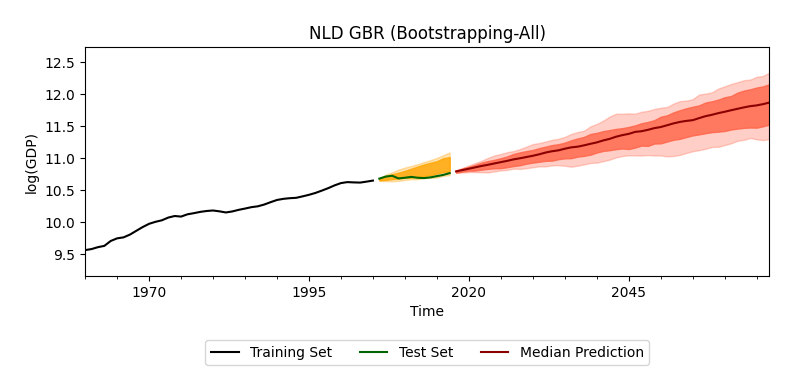 NLD GBR (Bootstrapping-All)
12.5
12.0
11.5
11.0
10.5
10.0
9.5
log(GDP)
1970 1995 2020 2045
Time
Training Set Test Set Median Prediction